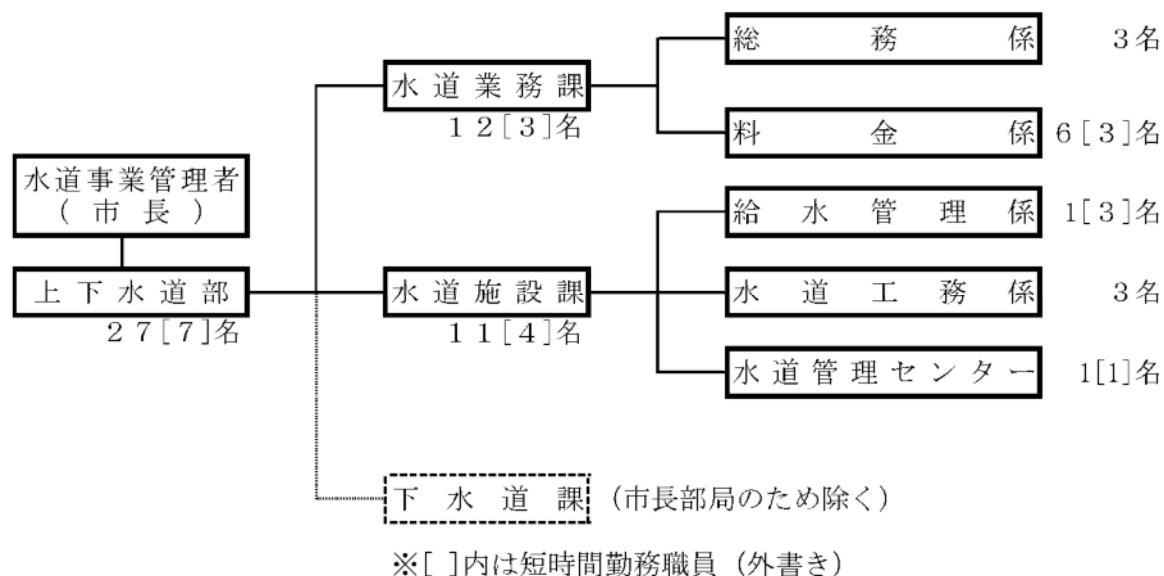 総務係 3名
水道業務課
12[3]名
料金係 6[3]名
水道事業管理者
(市長)
給水管理係 1[3]名
上下水道部
27[7]名
水道施設課
11[4]名
水道工務係 3名
水道管理センター 1[1]名
下水道課 (市長部局のため除く)
※[ ]内は短時間勤務職員(外書き)